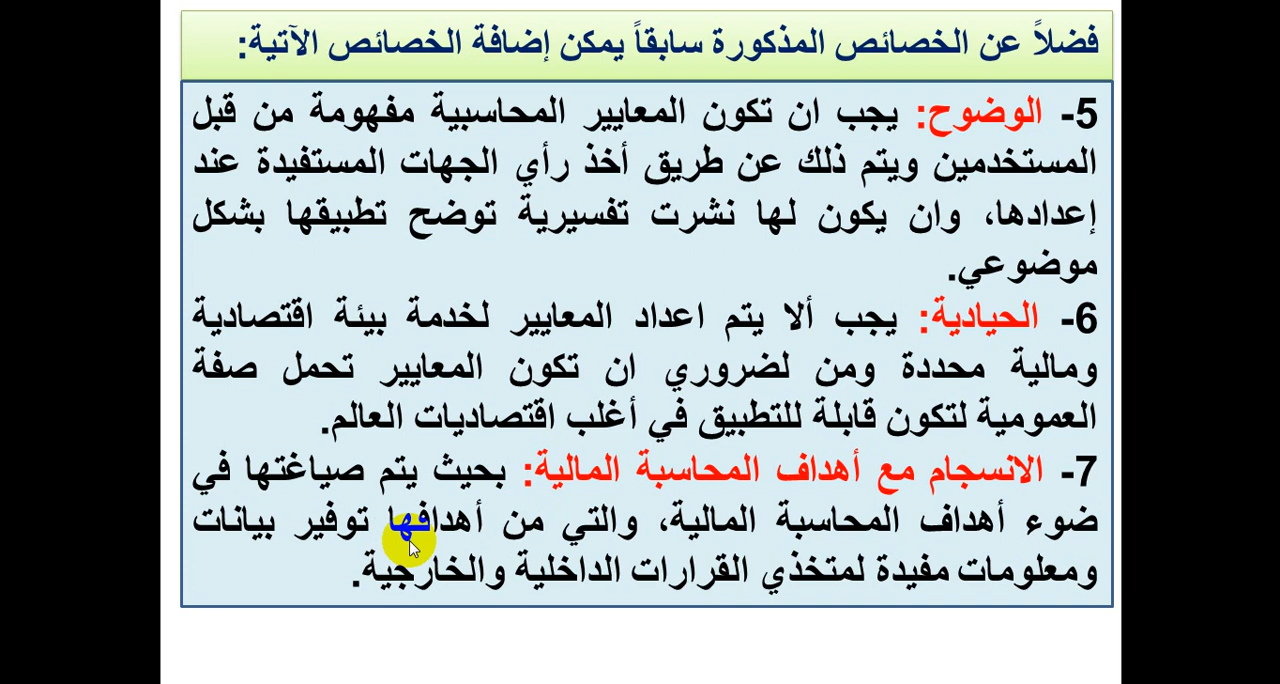 فضلاً عن الخصائص المذكورة سابقاً يمكن إضافة الخصائص الآتية:
5- الوضوح: يجب ان تكون المعايير المحاسبية مفهومة من قبل
المستخدمين ويتم ذلك عن طريق أخذ رأي الجهات المستفيدة عند
إعدادها، وان يكون لها نشرت تفسيرية توضح تطبيقها بشكل
موضوعي.
6- الحيادية: يجب ألا يتم اعداد المعايير لخدمة بيئة اقتصادية
ومالية محددة ومن لضروري ان تكون المعايير تحمل صفة
العمومية لتكون قابلة للتطبيق في أغلب اقتصاديات العالم.
7- الانسجام مع أهداف المحاسبة المالية: بحيث يتم صياغتها في
ضوء أهداف المحاسبة المالية، والتي من أهدافها توفير بيانات
ومعلومات مفيدة لمتخذي القرارات الداخلية والخارجية.